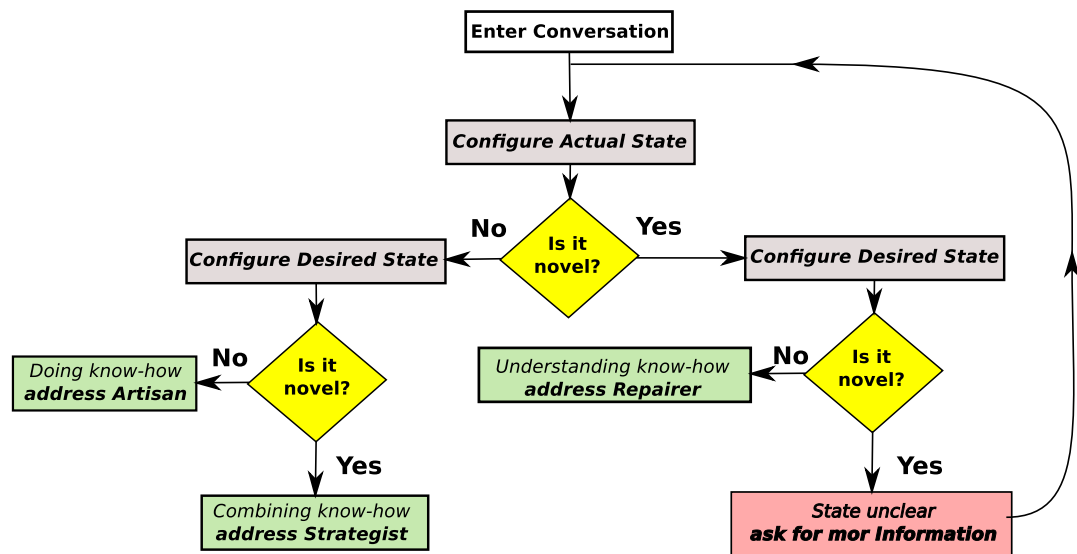 Enter Conversation
Configure Actual State
No
Yes
Is it
novel?
Configure Desired State
Configure Desired State
No
Is it
novel?
No
Is it
novel?
Doing know-how
address Artisan
Understanding know-how
address Repairer
Yes
Yes
Combining know-how
address Strategist
State unclear
ask for mor Information